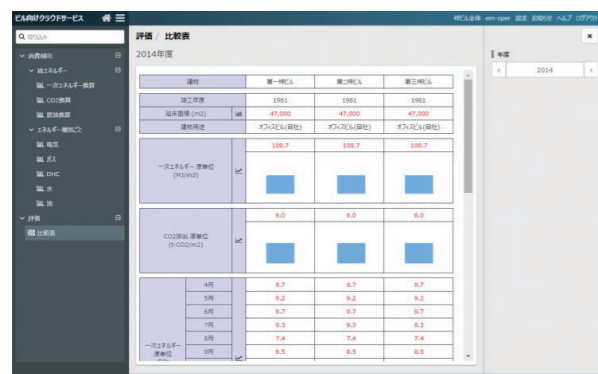 ビル向けクラウドサービス
梓ビル全体 em-oper 設定 お知らせ ヘルプ ログアウト
絞り込み
消費傾向
総エネルギー
一次エネルギー換算
CO2換算
原油換算
エネルギー種別ごと
電気
ガス
DHC
水
油
評価
比較表
評価 / 比較表
2014年度
建物 第一梓ビル 第二梓ビル 第三梓ビル
竣工年度 1961 1961 1961
延床面積 (m2) 47,000 47,000 47,000
建物用途 オフィスビル(自社) オフィスビル(自社) オフィスビル(自社)
一次エネルギー 原単位
(MJ/m2)
109.7 109.7 109.7
CO2排出 原単位
(t-CO2/m2)
6.0 6.0 6.0
一次エネルギー
原単位
4月 9.7 9.7 9.7
5月 9.2 9.2 9.2
6月 9.7 9.7 9.7
7月 9.3 9.3 9.3
8月 7.4 7.4 7.4
9月 8.5 8.5 8.5
年度
2014